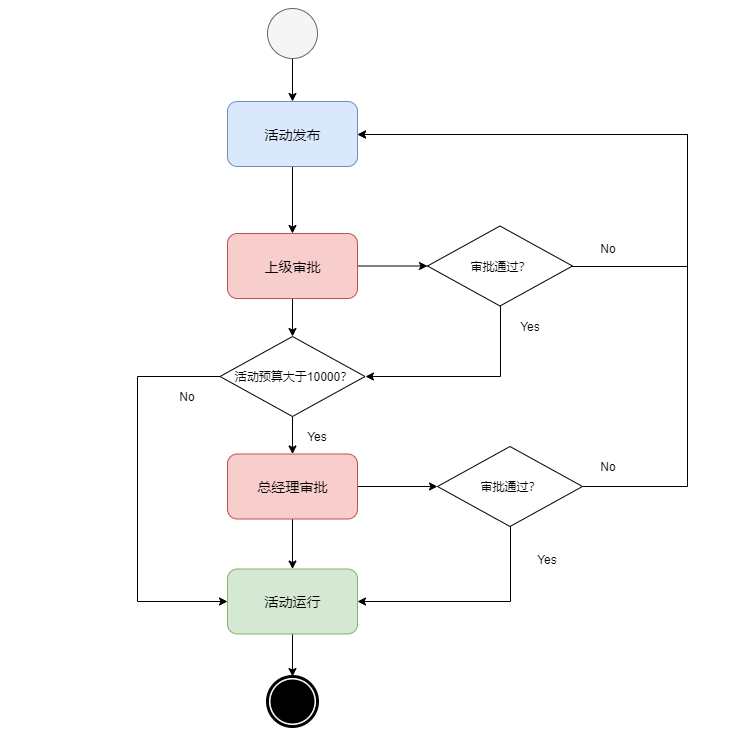 活动发布
上级审批
审批通过?
No
Yes
活动预算大于10000?
No
Yes
总经理审批
审批通过?
No
Yes
活动运行